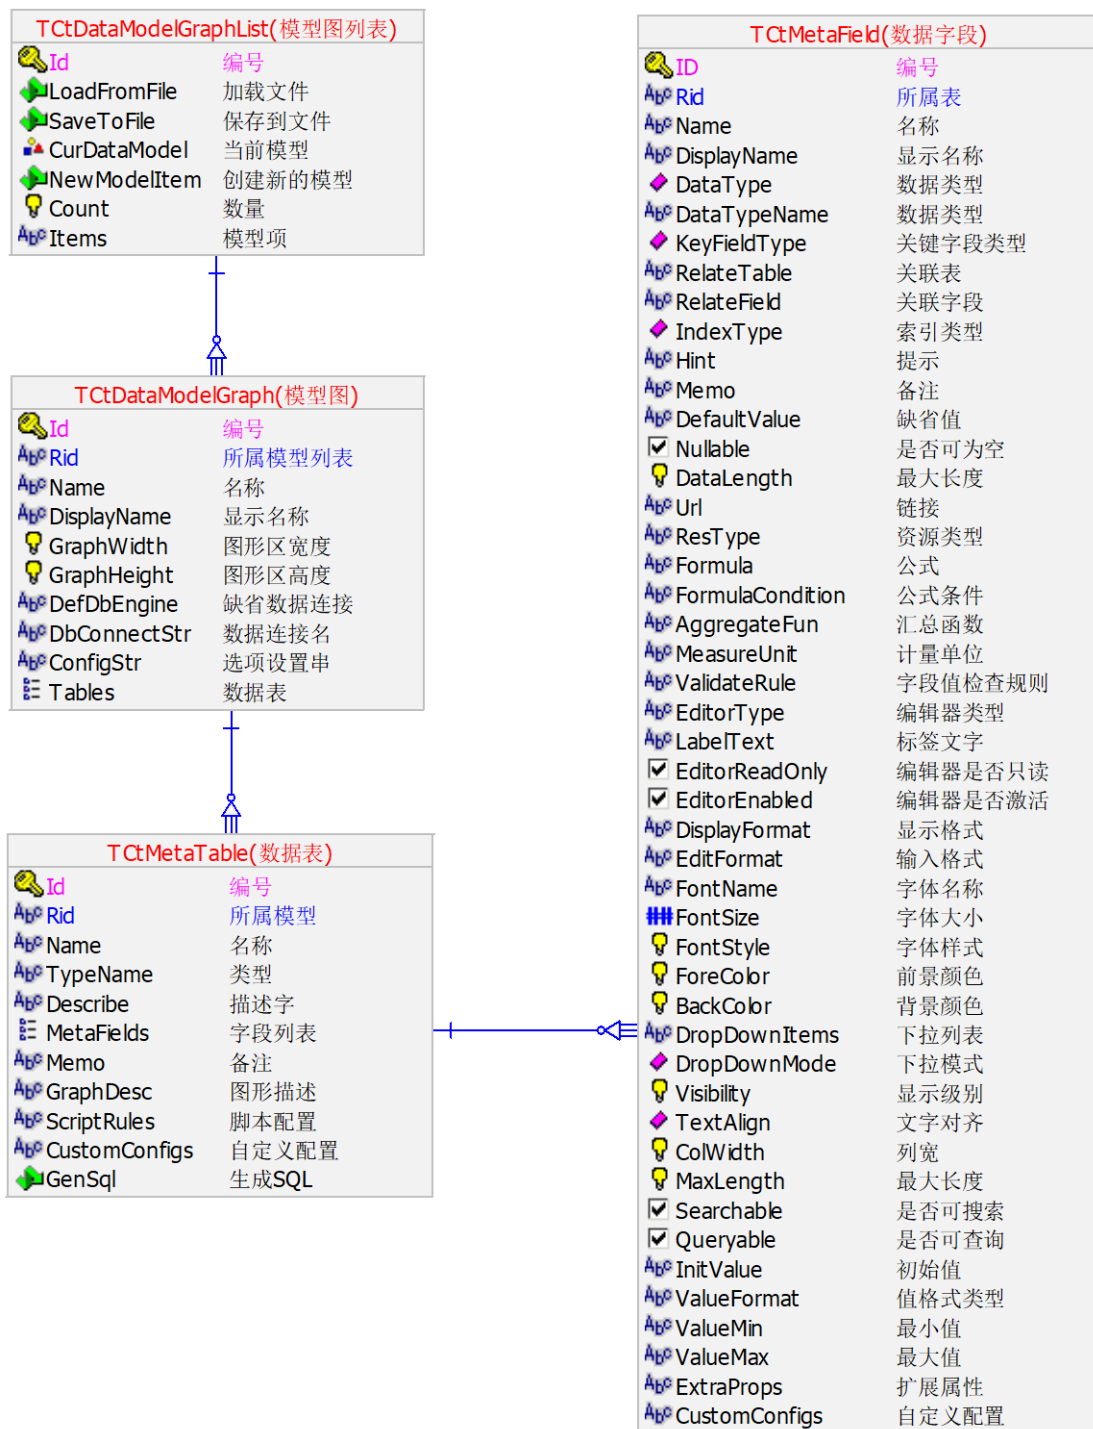 TCtDataModelGraphList(模型图列表)
Id 编号
LoadFromFile 加载文件
SaveToFile 保存到文件
CurDataModel 当前模型
NewModelItem 创建新的模型
Count 数量
Items 模型项
TCtDataModelGraph(模型图)
Id 编号
Rid 所属模型列表
Name 名称
DisplayName 显示名称
GraphWidth 图形区宽度
GraphHeight 图形区高度
DefDbEngine 缺省数据连接
DbConnectStr 数据连接名
ConfigStr 选项设置串
Tables 数据表
TCtMetaTable(数据表)
Id 编号
Rid 所属模型
Name 名称
TypeName 类型
Describe 描述字
MetaFields 字段列表
Memo 备注
GraphDesc 图形描述
ScriptRules 脚本配置
CustomConfigs 自定义配置
GenSql 生成SQL
TCtMetaField(数据字段)
ID 编号
Rid 所属表
Name 名称
DisplayName 显示名称
DataType 数据类型
DataTypeName 数据类型
KeyFieldType 关键字段类型
RelateTable 关联表
RelateField 关联字段
IndexType 索引类型
Hint 提示
Memo 备注
DefaultValue 缺省值
Nullable 是否可为空
DataLength 最大长度
Url 链接
ResType 资源类型
Formula 公式
FormulaCondition 公式条件
AggregateFun 汇总函数
MeasureUnit 计量单位
ValidateRule 字段值检查规则
EditorType 编辑器类型
LabelText 标签文字
EditorReadOnly 编辑器是否只读
EditorEnabled 编辑器是否激活
DisplayFormat 显示格式
EditFormat 输入格式
FontName 字体名称
FontSize 字体大小
FontStyle 字体样式
ForeColor 前景颜色
BackColor 背景颜色
DropDownItems 下拉列表
DropDownMode 下拉模式
Visibility 显示级别
TextAlign 文字对齐
ColWidth 列宽
MaxLength 最大长度
Searchable 是否可搜索
Queryable 是否可查询
InitValue 初始值
ValueFormat 值格式类型
ValueMin 最小值
ValueMax 最大值
ExtraProps 扩展属性
CustomConfigs 自定义配置